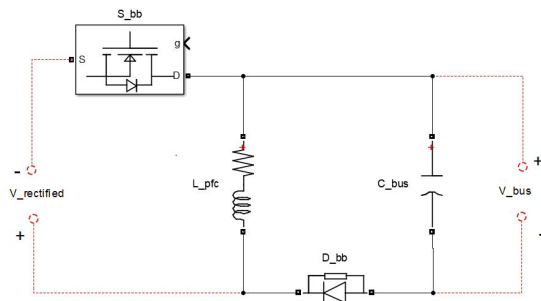 S_bb
g
S
D
-
V_rectified
+
+
L_pfc
+
C_bus
+
V_bus
-
D_bb